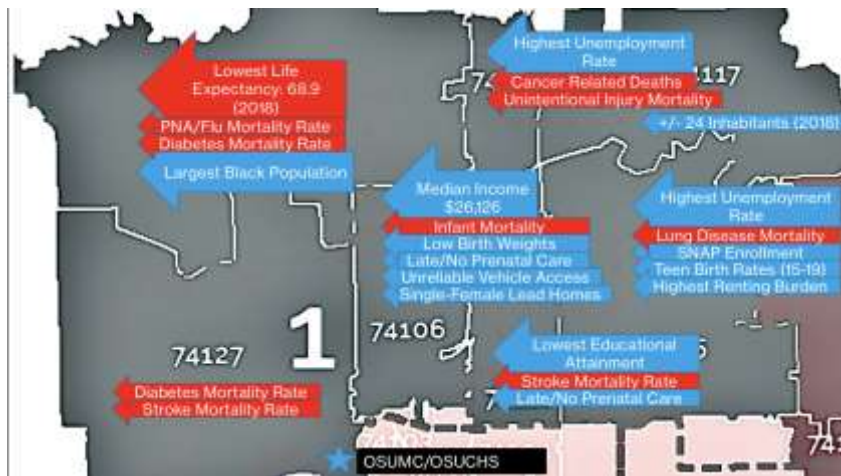 Lowest Life
Expectancy: 68.9
(2018)
PNA/Flu Mortality Rate
Diabetes Mortality Rate
Largest Black Population
Highest Unemployment
Rate
Cancer Related Deaths
Unintentional Injury Mortality
+/- 24 Inhabitants (2018)
Median Income
$26,126
Infant Mortality
Low Birth Weights
Late/No Prenatal Care
Unreliable Vehicle Access
Single-Female Lead Homes
Highest Unemployment
Rate
Lung Disease Mortality
SNAP Enrollment
Teen Birth Rates (15-19)
Highest Renting Burden
1
74106
74127
Lowest Educational
Attainment
Stroke Mortality Rate
Late/No Prenatal Care
Diabetes Mortality Rate
Stroke Mortality Rate
OSUMC/OSUCHS